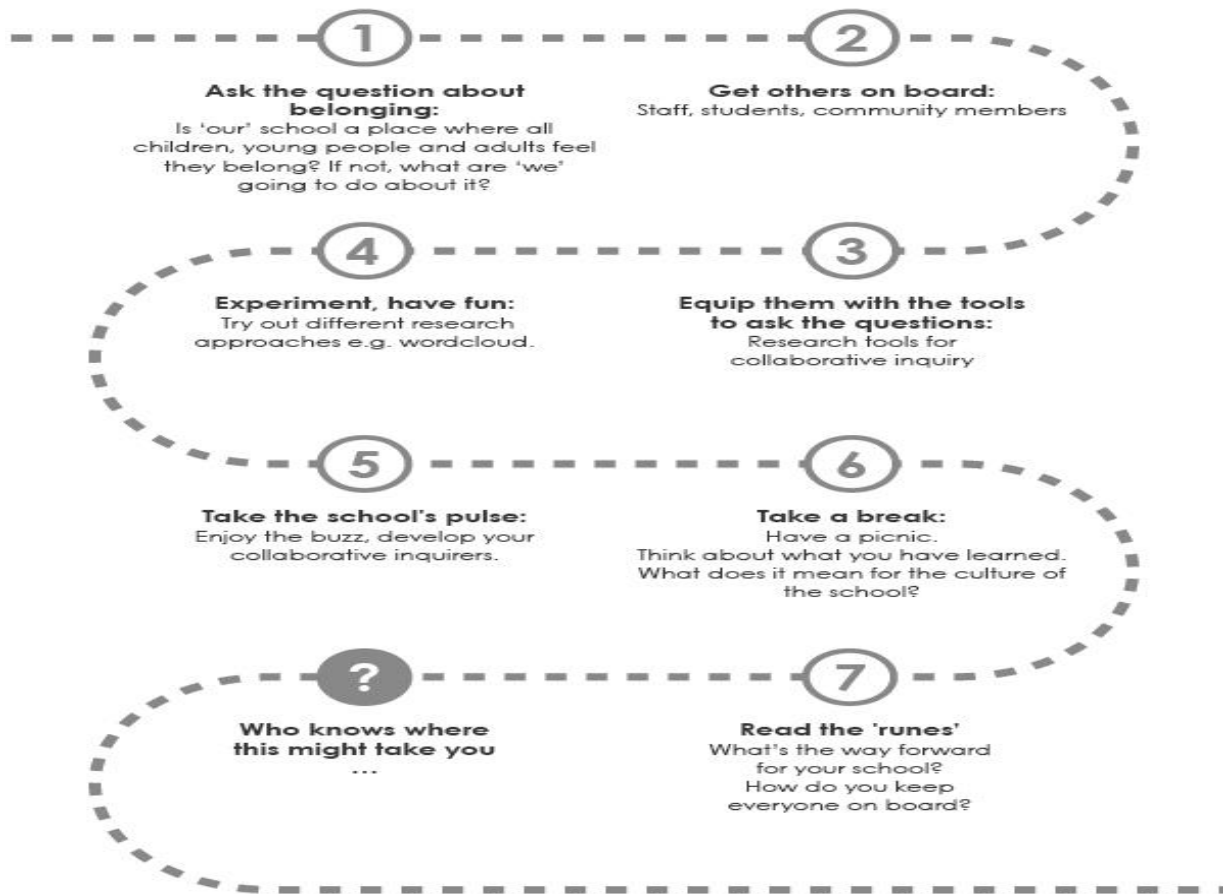 1
Ask the question about
belonging:
Is ‘our’ school a place where all
children, young people and adults feel
they belong? If not, what are ‘we’
going to do about it?
2
Get others on board:
Staff, students, community members
3
Equip them with the tools
to ask the questions:
Research tools for
collaborative inquiry
4
Experiment, have fun:
Try out different research
approaches e.g. wordcloud.
5
Take the school's pulse:
Enjoy the buzz, develop your
collaborative inquirers.
6
Take a break:
Have a picnic.
Think about what you have learned.
What does it mean for the culture of
the school?
7
Read the 'runes'
What's the way forward
for your school?
How do you keep
everyone on board?
?
Who knows where
this might take you
...